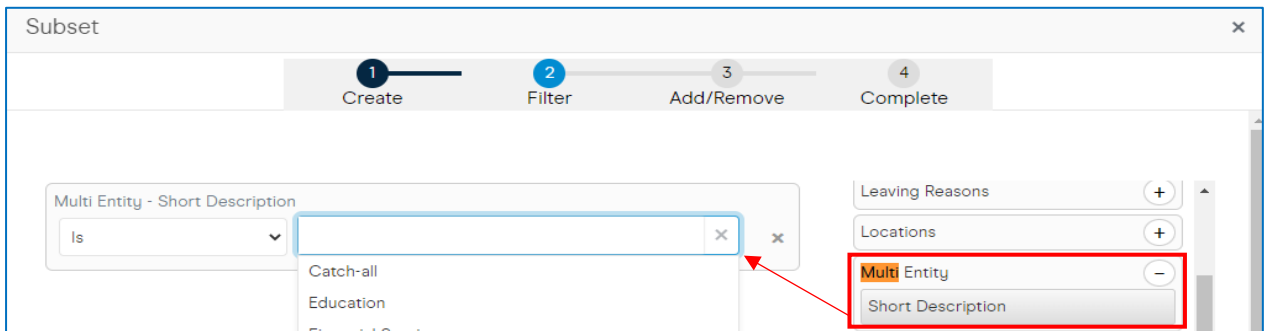 Subset
×
1
2
3
4
Create
Filter
Add/Remove
Complete
Multi Entity - Short Description
Is
×
×
Catch-all
Education
Leaving Reasons
+
Locations
+
Multi Entity
−
Short Description